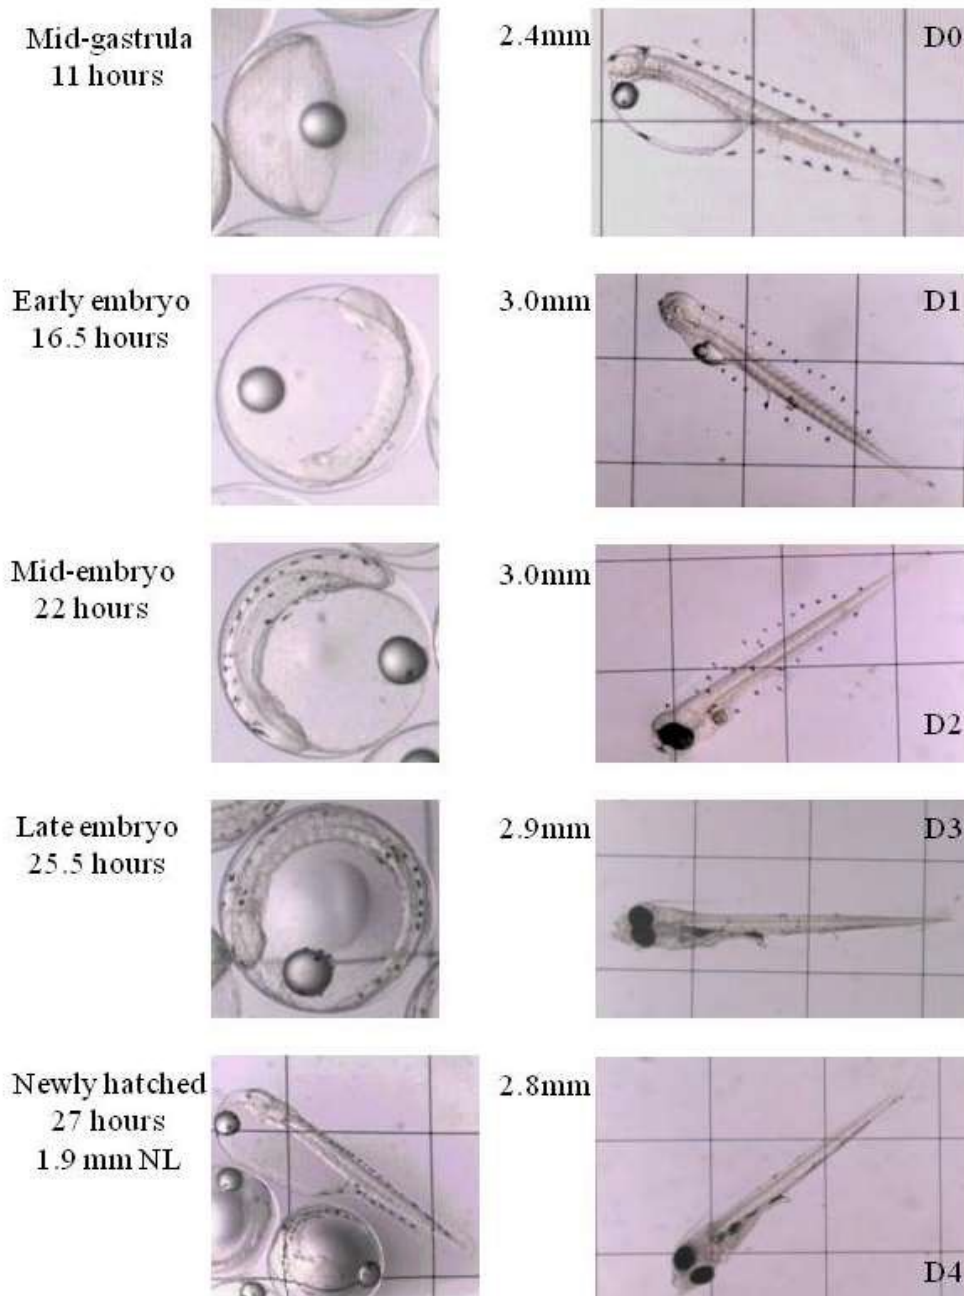 Mid-gastrula
11 hours
2.4mm
D0
Early embryo
16.5 hours
3.0mm
D1
Mid-embryo
22 hours
3.0mm
D2
Late embryo
25.5 hours
2.9mm
D3
Newly hatched
27 hours
1.9 mm NL
2.8mm
D4